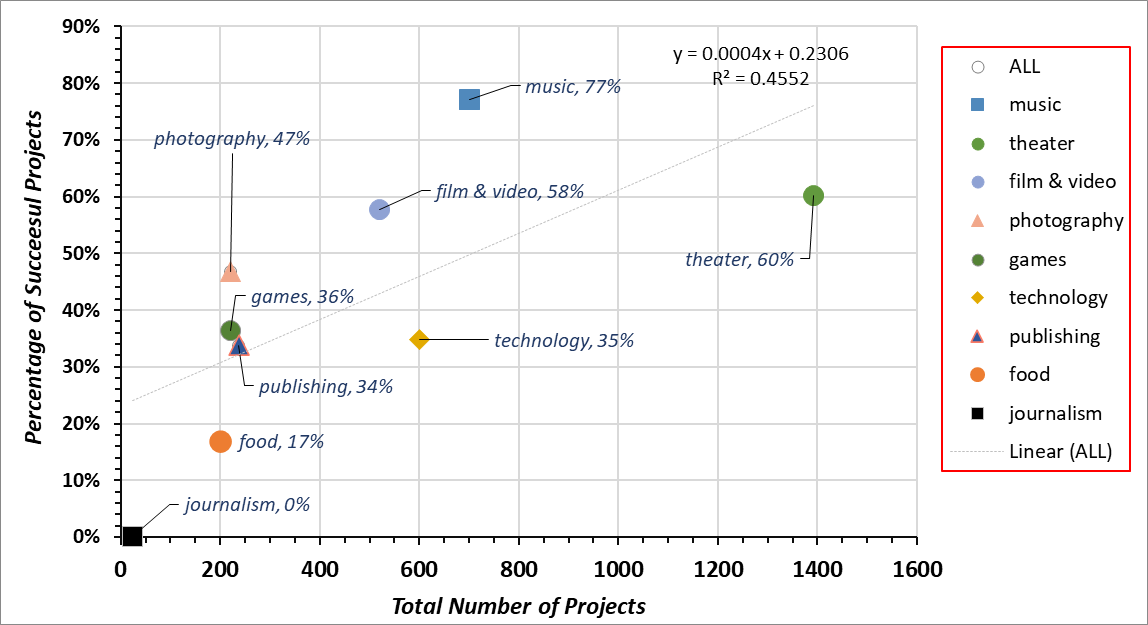 90%
80%
70%
60%
50%
40%
30%
20%
10%
0%
Percentage of Succeesul Projects
y = 0.0004x + 0.2306
R² = 0.4552
music, 77%
photography, 47%
film & video, 58%
theater, 60%
games, 36%
technology, 35%
publishing, 34%
food, 17%
journalism, 0%
0 200 400 600 800 1000 1200 1400 1600
Total Number of Projects
ALL
music
theater
film & video
photography
games
technology
publishing
food
journalism
Linear (ALL)